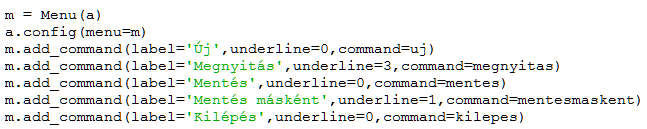 m = Menu(a)
a.config(menu=m)
m.add_command(label='Új',underline=0,command=uj)
m.add_command(label='Megnyitás',underline=3,command=megnyitas)
m.add_command(label='Mentés',underline=0,command=mentes)
m.add_command(label='Mentés másként',underline=1,command=mentesmaskent)
m.add_command(label='Kilépés',underline=0,command=kilepes)